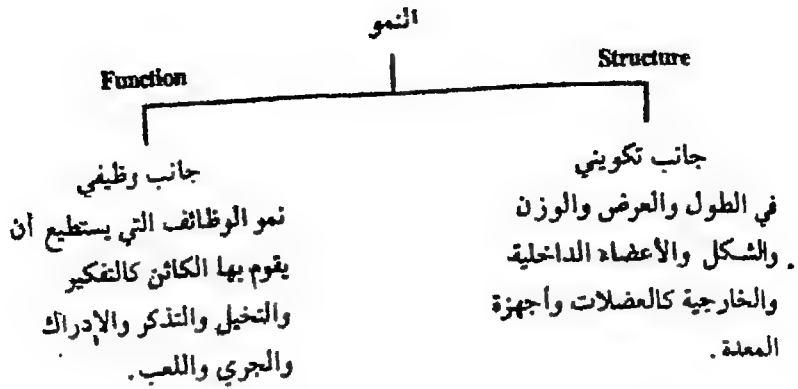 النمو
Structure
Function
جانب تكويني
في الطول والعرض والوزن
والشكل والأعضاء الداخلية
والخارجية كالعضلات وأجهزة
المعدة.
جانب وظيفي
نمو الوظائف التي يستطيع أن
يقوم بها الكائن كالتفكير
والتخيل والتذكر والإدراك
والجري واللعب.